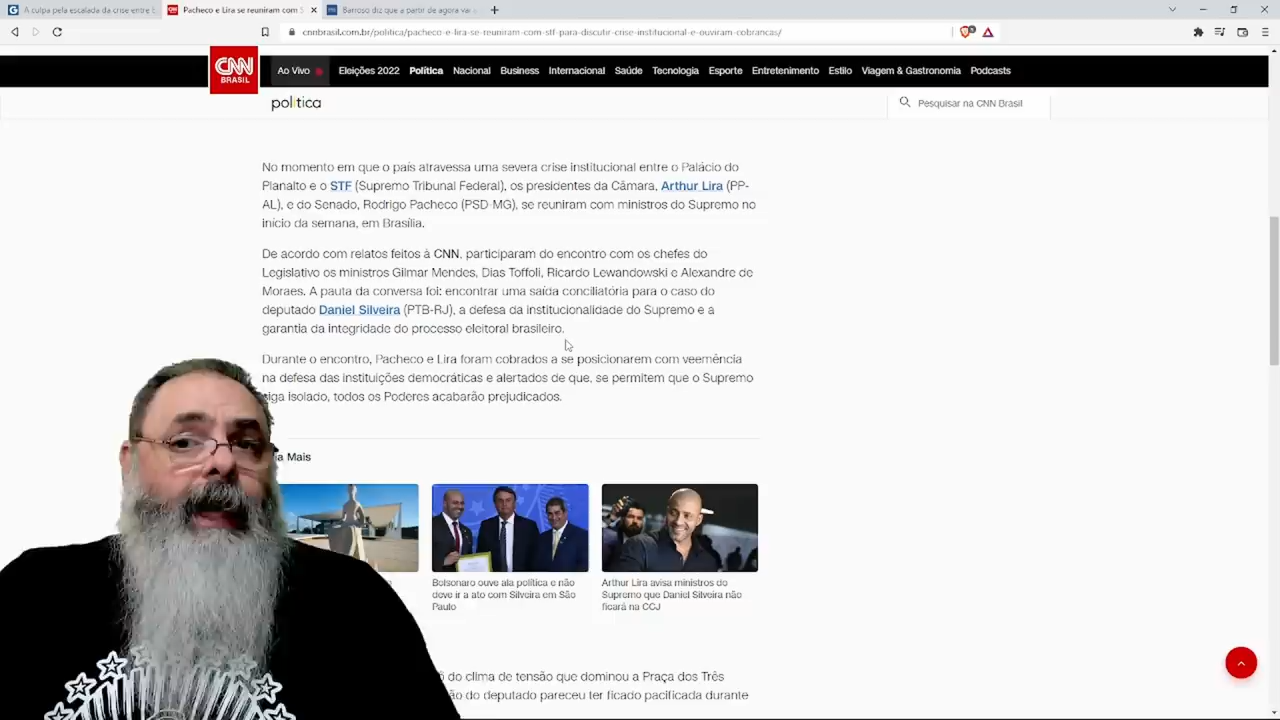 A culpa pela escalada da crise entre
Pacheco e Lira se reuniram com S
Barroso diz que a partir de agora vai
cnnbrasil.com.br/politica/pacheco-e-lira-se-reuniram-com-stf-para-discutir-crise-institucional-e-ouviram-cobrancas/
CNN
BRASIL
Ao Vivo
Eleições 2022 Política Nacional Business Internacional Saúde Tecnologia Esporte Entretenimento Estilo Viagem & Gastronomia Podcasts
política
Pesquisar na CNN Brasil
No momento em que o país atravessa uma severa crise institucional entre o Palácio do
Planalto e o STF (Supremo Tribunal Federal), os presidentes da Câmara, Arthur Lira (PP-
AL), e do Senado, Rodrigo Pacheco (PSD-MG), se reuniram com ministros do Supremo no
início da semana, em Brasília.
De acordo com relatos feitos à CNN, participaram do encontro com os chefes do
Legislativo os ministros Gilmar Mendes, Dias Toffoli, Ricardo Lewandowski e Alexandre de
Moraes. A pauta da conversa foi: encontrar uma saída conciliatória para o caso do
deputado Daniel Silveira (PTB-RJ), a defesa da institucionalidade do Supremo e a
garantia da integridade do processo eleitoral brasileiro.
Durante o encontro, Pacheco e Lira foram cobrados a se posicionarem com veemência
na defesa das instituições democráticas e alertados de que, se permitem que o Supremo
siga isolado, todos os Poderes acabarão prejudicados.
Mais
Bolsonaro ouve ala política e não
deve ir a ato com Silveira em São
Paulo
Arthur Lira avisa ministros do
Supremo que Daniel Silveira não
ficará na CCJ
do clima de tensão que dominou a Praça dos Três
do deputado pareceu ter ficado pacificada durante